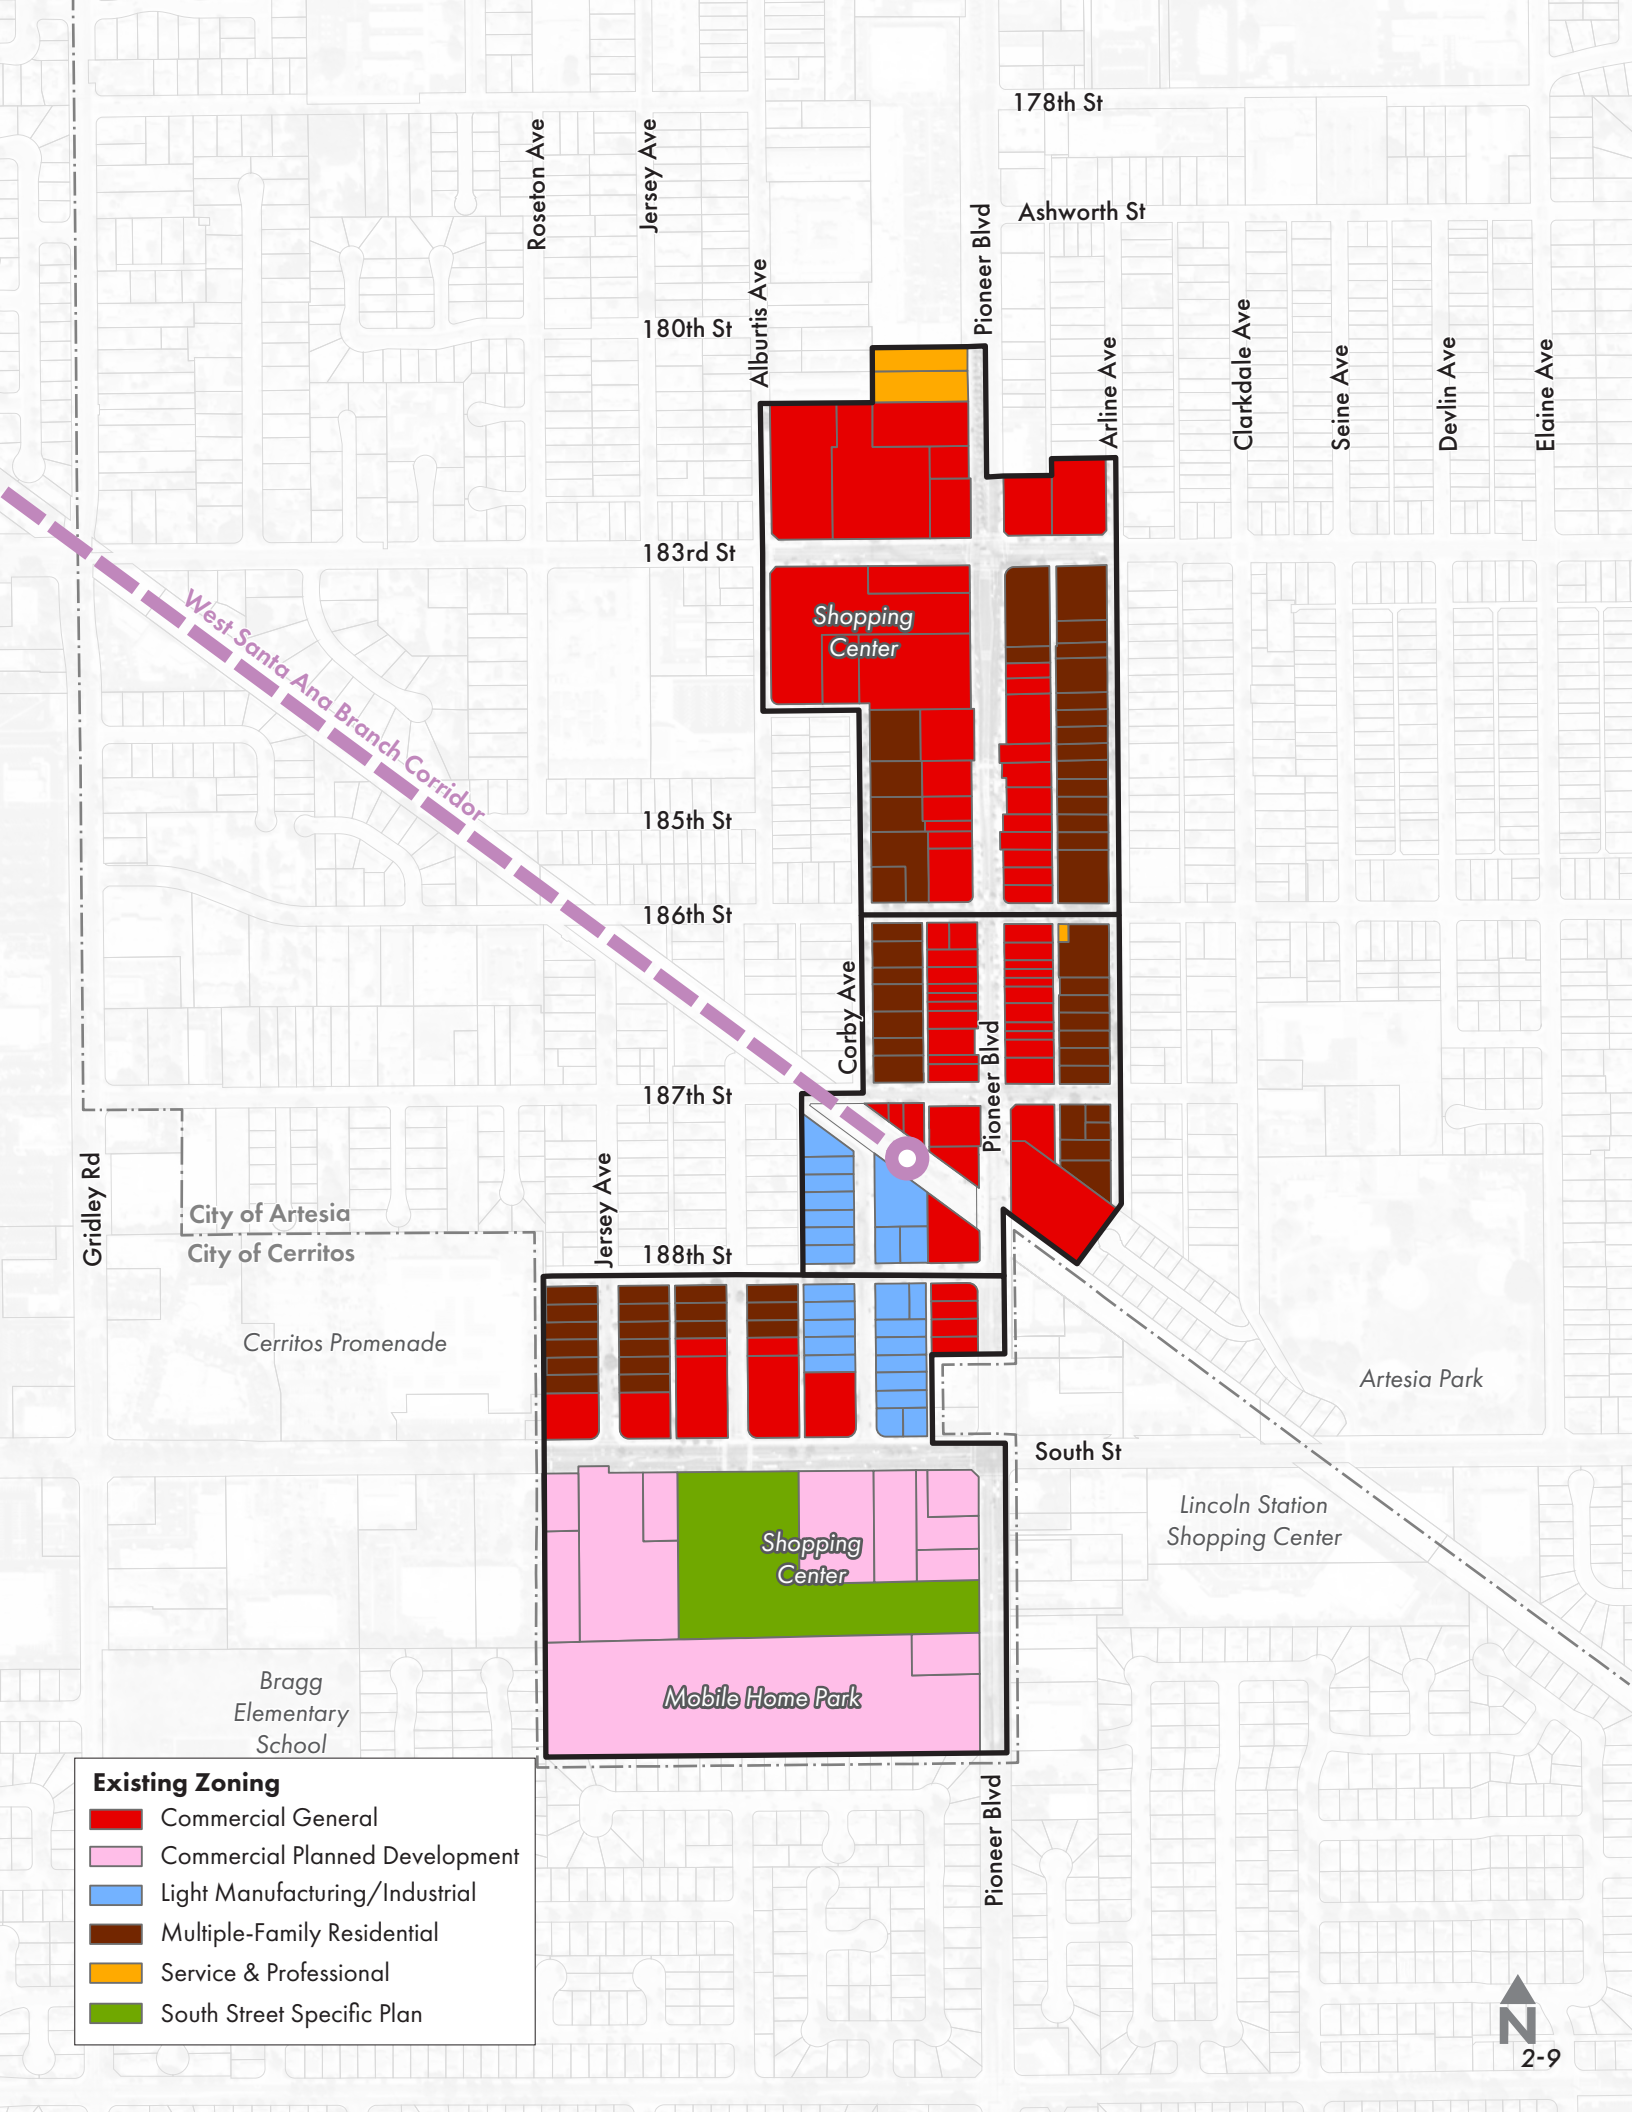 178th St
Roseton Ave
Jersey Ave
Pioneer Blvd
Ashworth St
Alburtis Ave
180th St
Arline Ave
Clarkdale Ave
Seine Ave
Devlin Ave
Elaine Ave
183rd St
West Santa Ana Branch Corridor
Shopping
Center
185th St
186th St
Corby Ave
Pioneer Blvd
187th St
Gridley Rd
Jersey Ave
City of Artesia
City of Cerritos
188th St
Cerritos Promenade
Artesia Park
South St
Lincoln Station
Shopping Center
Shopping
Center
Bragg
Elementary
School
Mobile Home Park
Pioneer Blvd
Existing Zoning
Commercial General
Commercial Planned Development
Light Manufacturing/Industrial
Multiple-Family Residential
Service & Professional
South Street Specific Plan
N
2-9